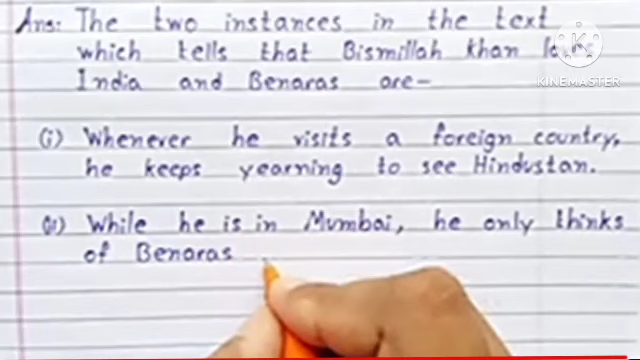 Ans: The two instances in the text
which tells that Bismillah khan
India and Benaras are—
(i) Whenever he visits a foreign country,
he keeps yearning to see Hindustan.
(ii) While he is in Mumbai, he only thinks
of Benaras
KINEMASTER